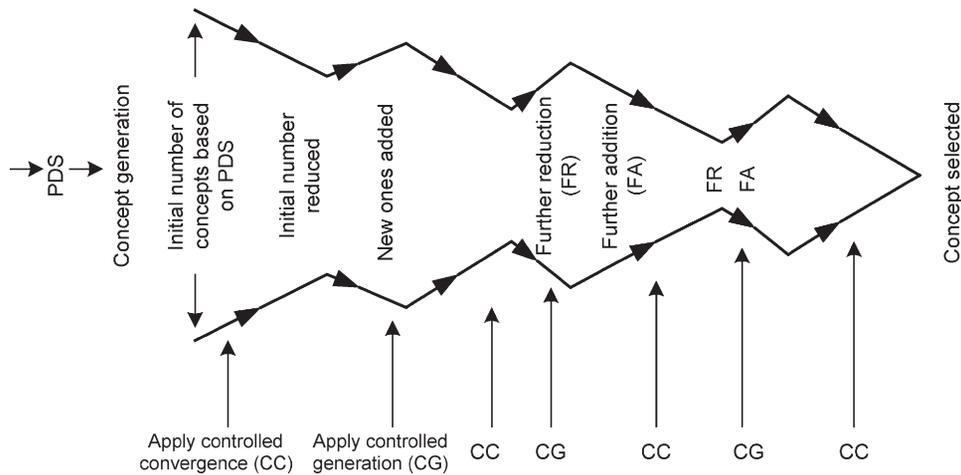 PDS
Concept generation
Initial number of
concepts based
on PDS
Initial number
reduced
New ones added
Further reduction
(FR)
Further addition
(FA)
FR
FA
Concept selected
Apply controlled
convergence (CC)
Apply controlled
generation (CG)
CC
CG
CC
CG
CC